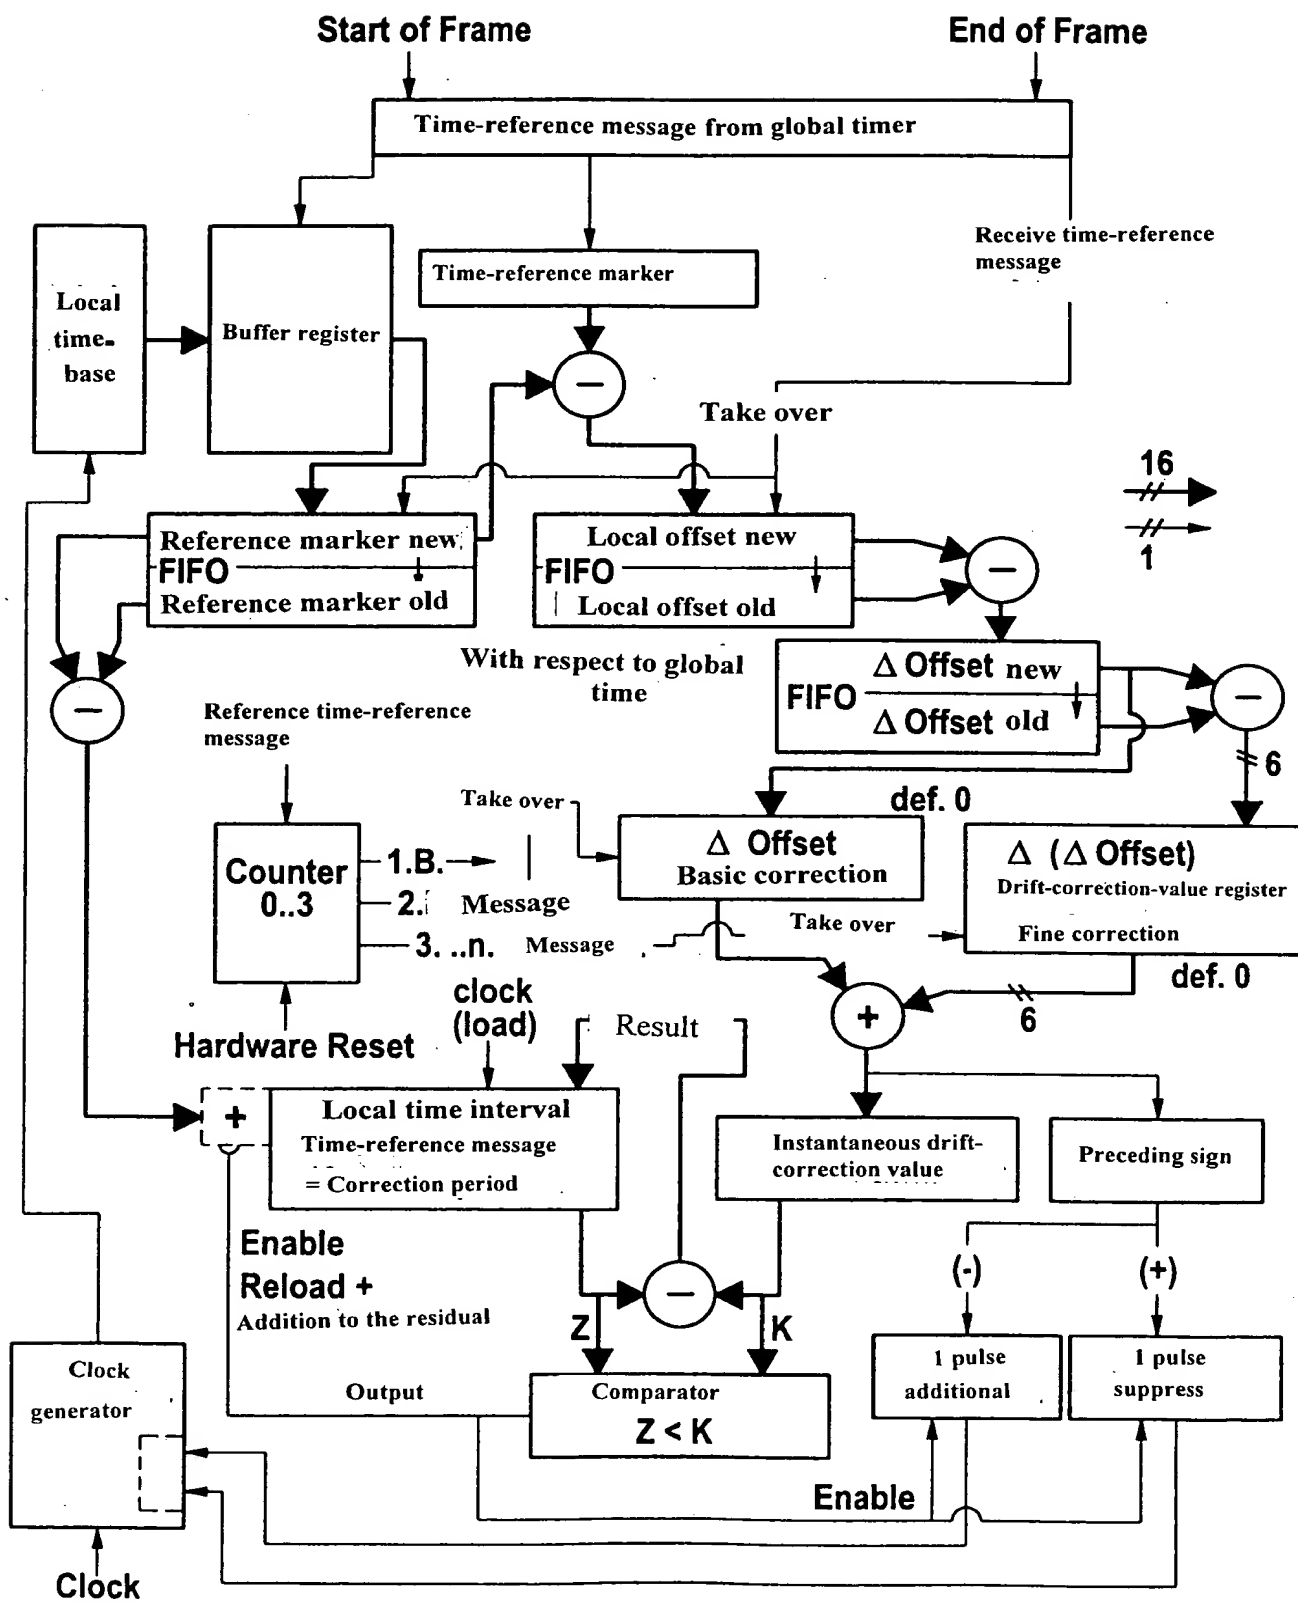 Start of Frame
End of Frame
Time-reference message from global timer
Receive time-reference
message
Time-reference marker
Local
time-
base
Buffer register
−
Take over
16
1
Reference marker new
FIFO
Reference marker old
Local offset new
FIFO
Local offset old
−
With respect to global
time
Δ Offset new
FIFO
Δ Offset old
−
−
Reference time-reference
message
6
Take over
def. 0
Counter
0..3
1.B.
2.
Message
3. ..n.
Message
Δ Offset
Basic correction
Take over
Δ (Δ Offset)
Drift-correction-value register
Fine correction
def. 0
clock
(load)
Hardware Reset
Result
+
6
+
Local time interval
Time-reference message
= Correction period
Instantaneous drift-
correction value
Preceding sign
Enable
Reload +
Addition to the residual
−
(-)
(+)
Z
K
Clock
generator
Output
Comparator
Z < K
1 pulse
additional
1 pulse
suppress
Enable
Clock